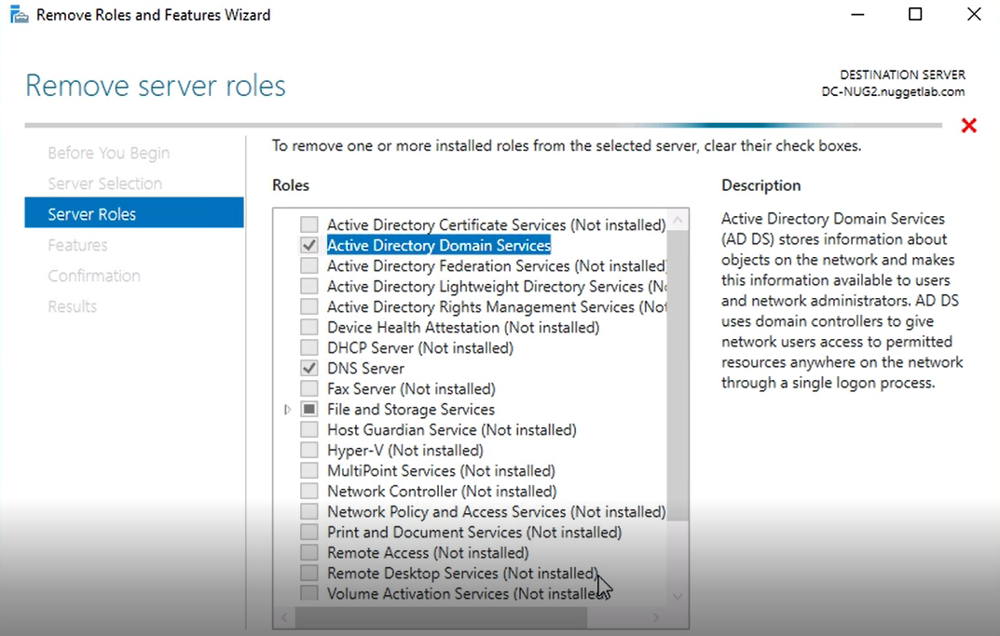 Remove Roles and Features Wizard
Remove server roles
DESTINATION SERVER
DC-NUG2.nuggetlab.com
Before You Begin
Server Selection
Server Roles
Features
Confirmation
Results
To remove one or more installed roles from the selected server, clear their check boxes.
Roles
Active Directory Certificate Services (Not installed)
Active Directory Domain Services
Active Directory Federation Services (Not installed)
Active Directory Lightweight Directory Services (No
Active Directory Rights Management Services (Not
Device Health Attestation (Not installed)
DHCP Server (Not installed)
DNS Server
Fax Server (Not installed)
File and Storage Services
Host Guardian Service (Not installed)
Hyper-V (Not installed)
MultiPoint Services (Not installed)
Network Controller (Not installed)
Network Policy and Access Services (Not installed)
Print and Document Services (Not installed)
Remote Access (Not installed)
Remote Desktop Services (Not installed)
Volume Activation Services (Not installed)
Description
Active Directory Domain Services
(AD DS) stores information about
objects on the network and makes
this information available to users
and network administrators. AD DS
uses domain controllers to give
network users access to permitted
resources anywhere on the network
through a single logon process.